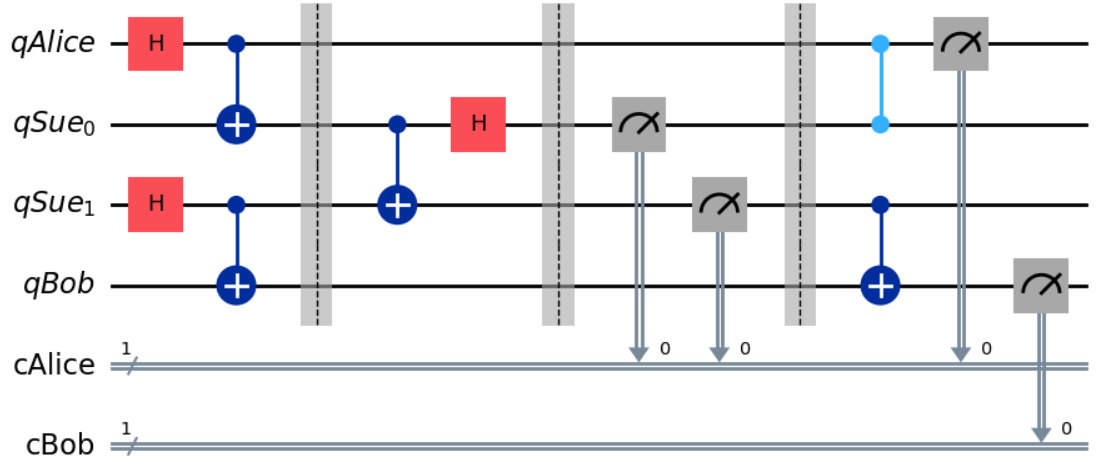 qAlice H
qSue₀ H
qSue₁ H
qBob
cAlice 1 0 0 0
cBob 1 0